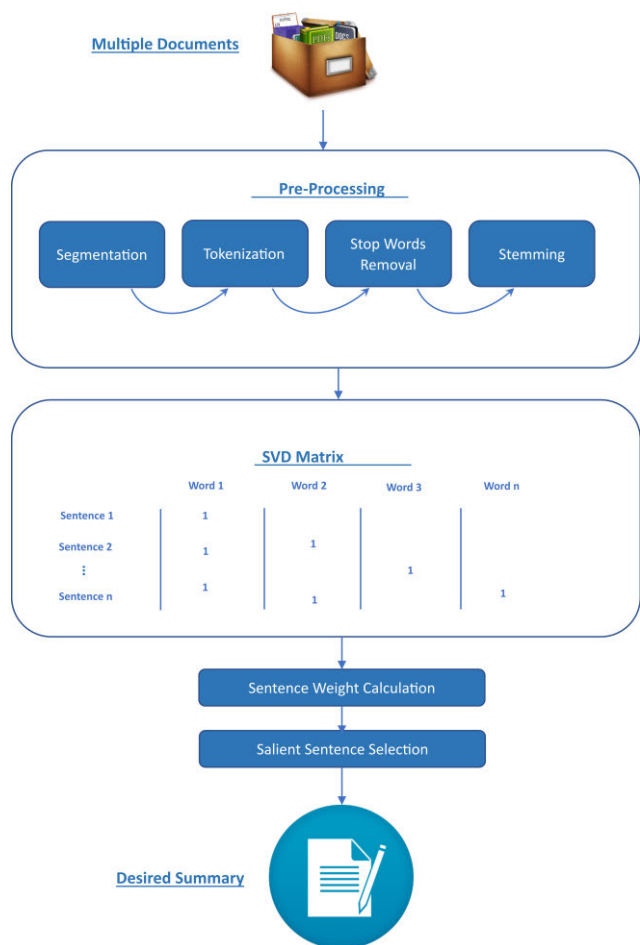 Multiple Documents
PDF
DOCS
Pre-Processing
Segmentation
Tokenization
Stop Words
Removal
Stemming
SVD Matrix
Word 1 Word 2 Word 3 Word n
Sentence 1 1
Sentence 2 1 1
⋮ 1
Sentence n 1 1 1
Sentence Weight Calculation
Salient Sentence Selection
Desired Summary